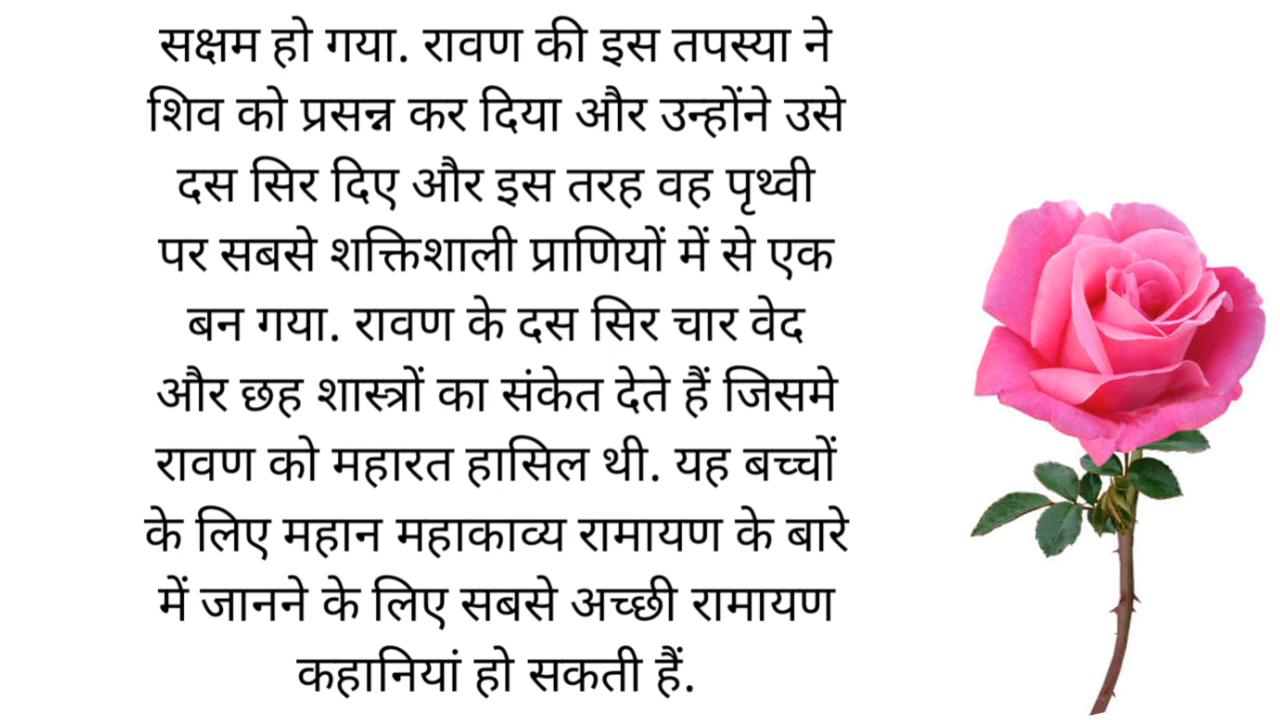 सक्षम हो गया. रावण की इस तपस्या ने
शिव को प्रसन्न कर दिया और उन्होंने उसे
दस सिर दिए और इस तरह वह पृथ्वी
पर सबसे शक्तिशाली प्राणियों में से एक
बन गया. रावण के दस सिर चार वेद
और छह शास्त्रों का संकेत देते हैं जिसमे
रावण को महारत हासिल थी. यह बच्चों
के लिए महान महाकाव्य रामायण के बारे
में जानने के लिए सबसे अच्छी रामायण
कहानियां हो सकती हैं.